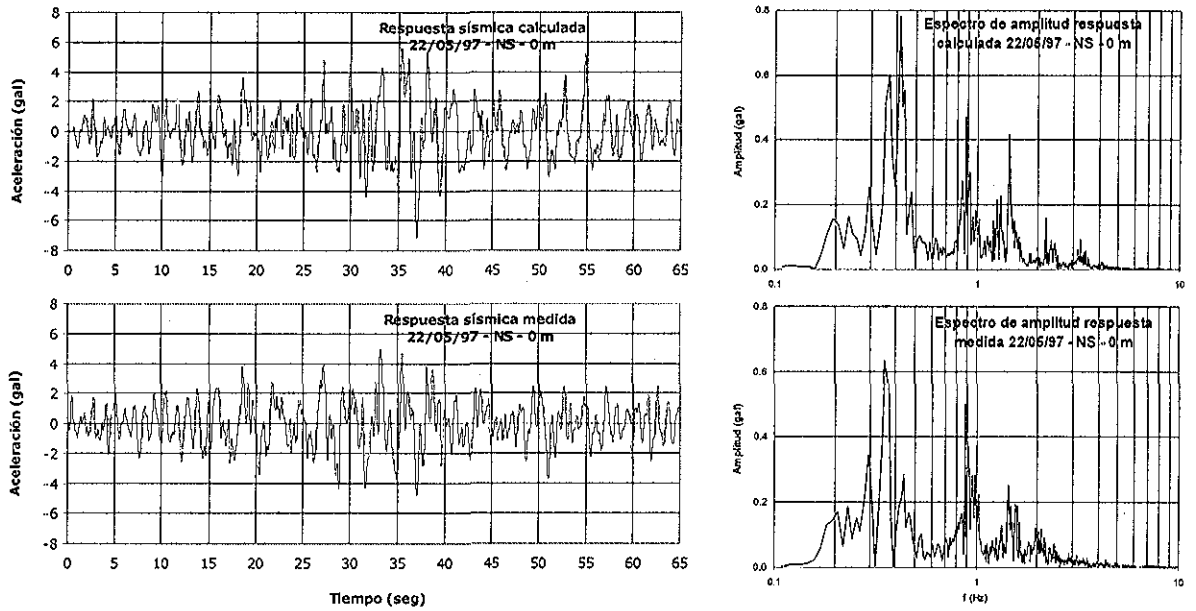 Respuesta sísmica calculada
22/05/97 - NS - 0 m
Aceleración (gal)
8
6
4
2
0
-2
-4
-6
-8
0 5 10 15 20 25 30 35 40 45 50 55 60 65
Espectro de amplitud respuesta
calculada 22/05/97 - NS - 0 m
Amplitud (gal)
0.8
0.6
0.4
0.2
0.0
0.1 1 10
Respuesta sísmica medida
22/05/97 - NS - 0 m
Aceleración (gal)
8
6
4
2
0
-2
-4
-6
-8
0 5 10 15 20 25 30 35 40 45 50 55 60 65
Tiempo (seg)
Espectro de amplitud respuesta
medida 22/05/97 - NS - 0 m
Amplitud (gal)
0.8
0.6
0.4
0.2
0.0
0.1 1 10
f (Hz)